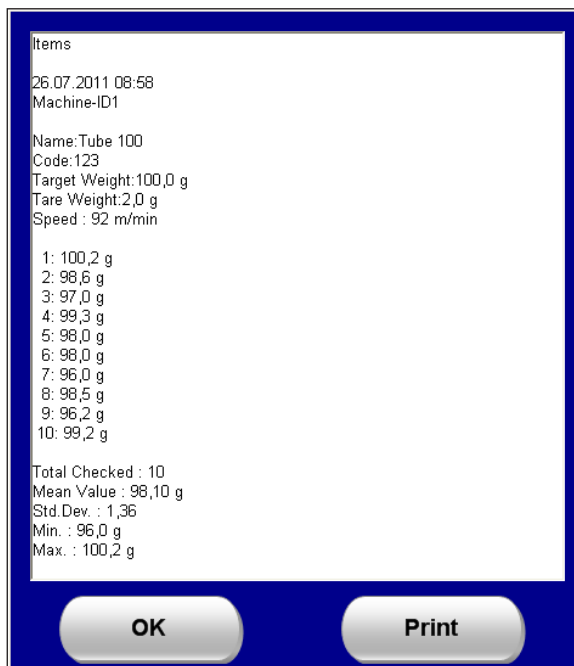 Items
26.07.2011 08:58
Machine-ID1
Name:Tube 100
Code:123
Target Weight:100,0 g
Tare Weight:2,0 g
Speed : 92 m/min
1: 100,2 g
2: 98,6 g
3: 97,0 g
4: 99,3 g
5: 98,0 g
6: 98,0 g
7: 96,0 g
8: 98,5 g
9: 96,2 g
10: 99,2 g
Total Checked : 10
Mean Value : 98,10 g
Std.Dev. : 1,36
Min. : 96,0 g
Max. : 100,2 g
OK Print